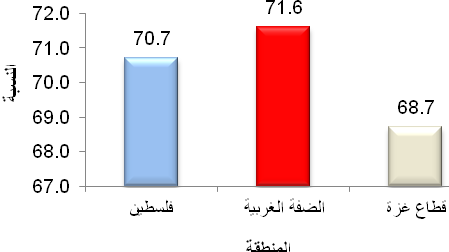 71.6
72.0
70.7
71.0
النسبة
70.0
69.0
68.7
68.0
67.0
فلسطين
الضفة الغربية
قطاع غزة
المنطقة